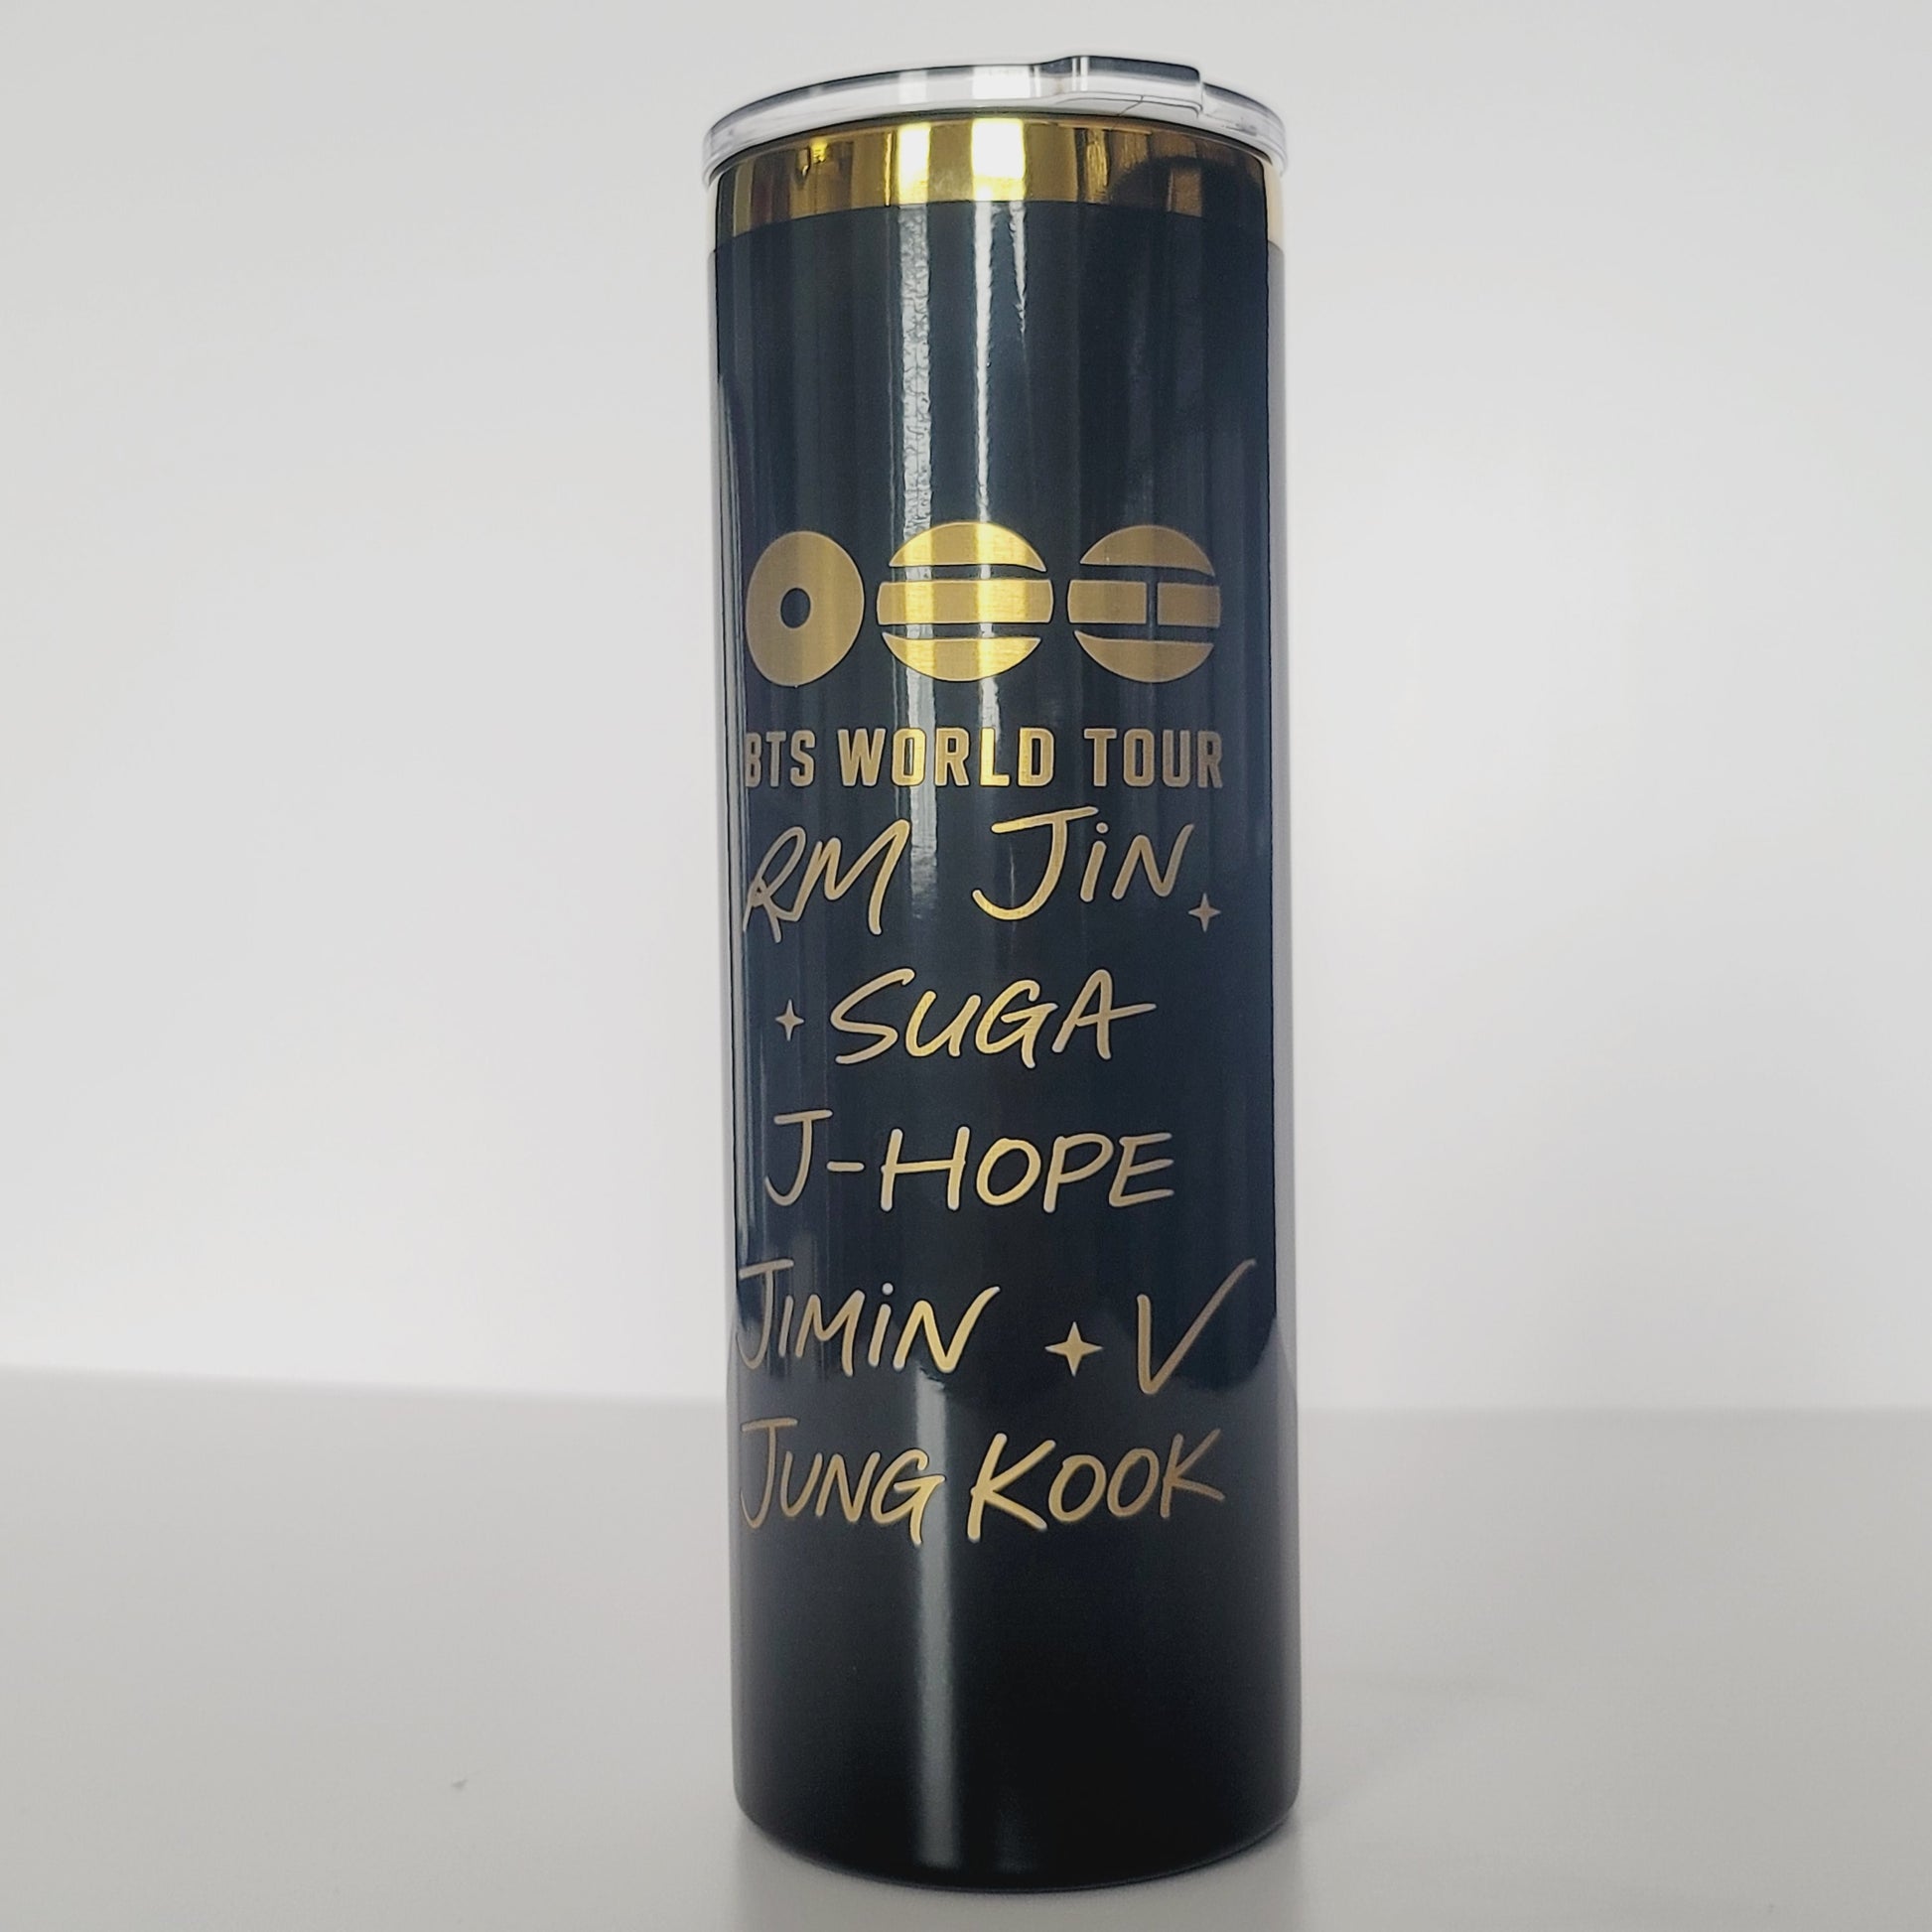 BTS WORLD TOUR
RM JiN
SUGA
J-HOPE
JiMiN V
JUNG KOOK